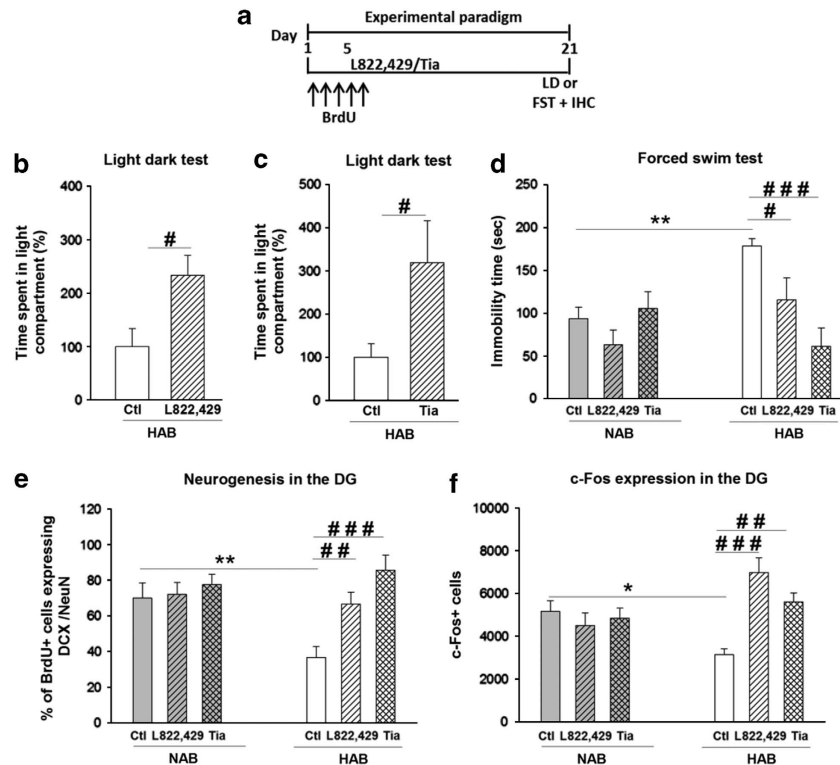 a
Experimental paradigm
Day
1 5 21
L822,429/Tia
BrdU
LD or
FST + IHC
b
Light dark test
Time spent in light
compartment (%)
400
300
200
100
0
Ctl L822,429
HAB
#
c
Light dark test
Time spent in light
compartment (%)
500
400
300
200
100
0
Ctl Tia
HAB
#
d
Forced swim test
Immobility time (sec)
250
200
150
100
50
0
Ctl L822,429 Tia
NAB
Ctl L822,429 Tia
HAB
**
# # #
#
e
Neurogenesis in the DG
% of BrdU+ cells expressing
DCX /NeuN
120
100
80
60
40
20
0
Ctl L822,429 Tia
NAB
Ctl L822,429 Tia
HAB
**
# # #
# #
f
c-Fos expression in the DG
c-Fos+ cells
10000
8000
6000
4000
2000
0
Ctl L822,429 Tia
NAB
Ctl L822,429 Tia
HAB
*
# #
# # #